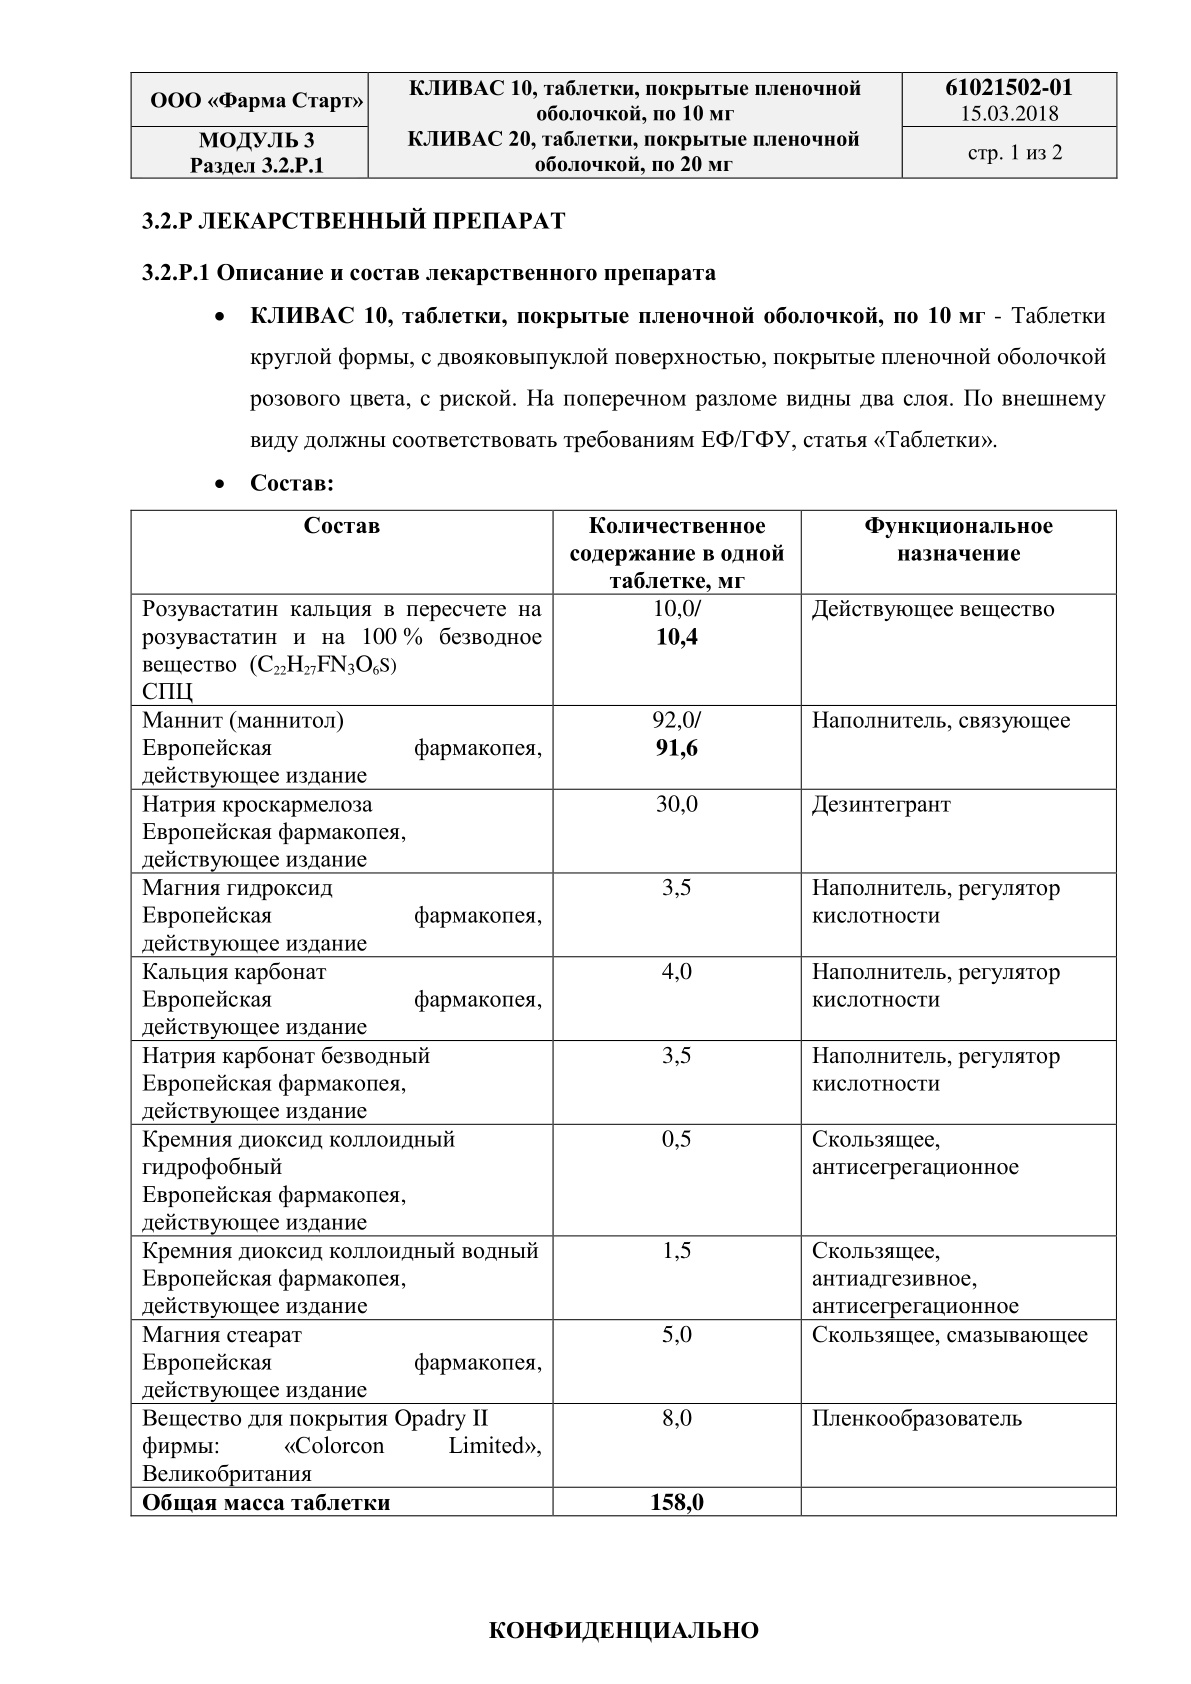 ООО «Фарма Старт»
КЛИВАС 10, таблетки, покрытые пленочной
оболочкой, по 10 мг
КЛИВАС 20, таблетки, покрытые пленочной
оболочкой, по 20 мг
61021502-01
15.03.2018
МОДУЛЬ 3
Раздел 3.2.Р.1
стр. 1 из 2
3.2.Р ЛЕКАРСТВЕННЫЙ ПРЕПАРАТ
3.2.Р.1 Описание и состав лекарственного препарата
• КЛИВАС 10, таблетки, покрытые пленочной оболочкой, по 10 мг - Таблетки
круглой формы, с двояковыпуклой поверхностью, покрытые пленочной оболочкой
розового цвета, с риской. На поперечном разломе видны два слоя. По внешнему
виду должны соответствовать требованиям ЕФ/ГФУ, статья «Таблетки».
• Состав:
Состав
Количественное
содержание в одной
таблетке, мг
Функциональное
назначение
Розувастатин кальция в пересчете на
розувастатин и на 100 % безводное
вещество (C₂₂H₂₇FN₃O₆S)
СПЦ
10,0/
10,4
Действующее вещество
Маннит (маннитол)
Европейская фармакопея,
действующее издание
92,0/
91,6
Наполнитель, связующее
Натрия кроскармелоза
Европейская фармакопея,
действующее издание
30,0
Дезинтегрант
Магния гидроксид
Европейская фармакопея,
действующее издание
3,5
Наполнитель, регулятор
кислотности
Кальция карбонат
Европейская фармакопея,
действующее издание
4,0
Наполнитель, регулятор
кислотности
Натрия карбонат безводный
Европейская фармакопея,
действующее издание
3,5
Наполнитель, регулятор
кислотности
Кремния диоксид коллоидный
гидрофобный
Европейская фармакопея,
действующее издание
0,5
Скользящее,
антисегрегационное
Кремния диоксид коллоидный водный
Европейская фармакопея,
действующее издание
1,5
Скользящее,
антиадгезивное,
антисегрегационное
Магния стеарат
Европейская фармакопея,
действующее издание
5,0
Скользящее, смазывающее
Вещество для покрытия Opadry II
фирмы: «Colorcon Limited»,
Великобритания
8,0
Пленкообразователь
Общая масса таблетки
158,0
КОНФИДЕНЦИАЛЬНО